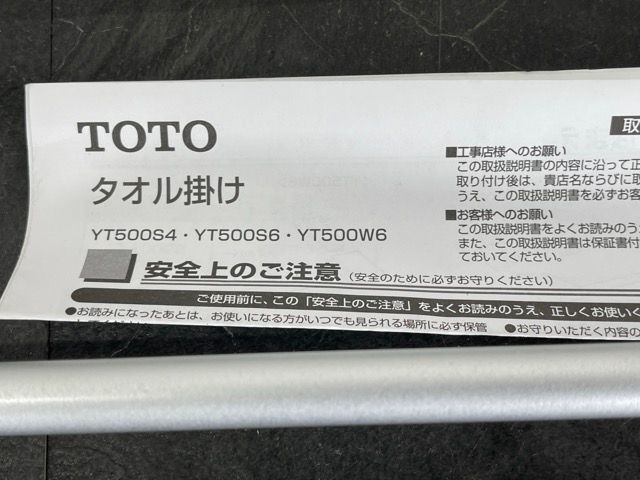 TOTO
取
タオル掛け
YT500S4・YT500S6・YT500W6
■工事店様へのお願い
この取扱説明書の内容に沿って正
取り付け後は、貴店名ならびに取
うえ、この取扱説明書を必ずお客
■お客様へのお願い
この取扱説明書をよくお読みのうえ
また、この取扱説明書は保証書付
ておいてください。
安全上のご注意（安全のために必ずお守りください）
ご使用前に、この「安全上のご注意」をよくお読みのうえ、正しくお使いく
●お読みになったあとは、お使いになる方がいつでも見られる場所に必ず保管
●お守りいただく内容の